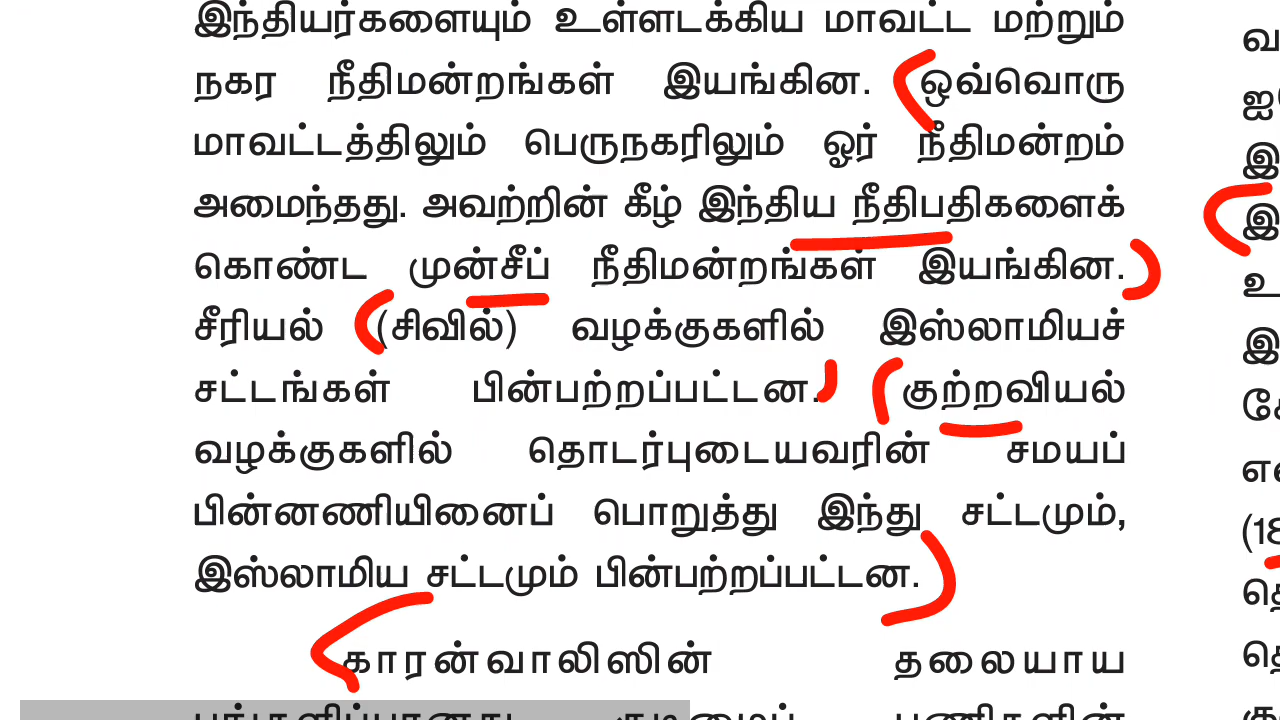 இந்தியர்களையும் உள்ளடக்கிய மாவட்ட மற்றும்
நகர நீதிமன்றங்கள் இயங்கின. ஒவ்வொரு
மாவட்டத்திலும் பெருநகரிலும் ஓர் நீதிமன்றம்
அமைந்தது. அவற்றின் கீழ் இந்திய நீதிபதிகளைக்
கொண்ட முன்சீப் நீதிமன்றங்கள் இயங்கின.
சீரியல் (சிவில்) வழக்குகளில் இஸ்லாமியச்
சட்டங்கள் பின்பற்றப்பட்டன. குற்றவியல்
வழக்குகளில் தொடர்புடையவரின் சமயப்
பின்னணியினைப் பொறுத்து இந்து சட்டமும்,
இஸ்லாமிய சட்டமும் பின்பற்றப்பட்டன.
காரன்வாலிஸின் தலையாய